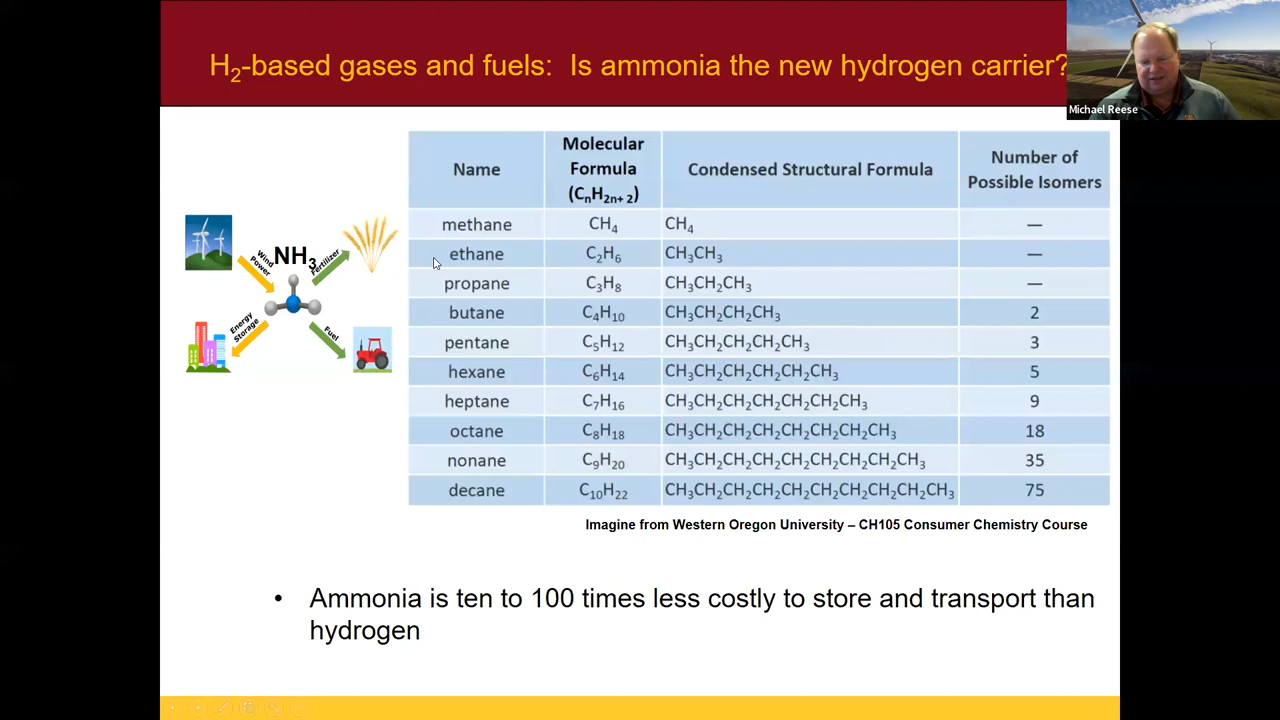 H2-based gases and fuels: Is ammonia the new hydrogen carrier?
Michael Reese
NH3
Wind Power
Fertilizer
Energy Storage
Fuel
Name Molecular Formula (CnH2n+2) Condensed Structural Formula Number of Possible Isomers
methane CH4 CH4 —
ethane C2H6 CH3CH3 —
propane C3H8 CH3CH2CH3 —
butane C4H10 CH3CH2CH2CH3 2
pentane C5H12 CH3CH2CH2CH2CH3 3
hexane C6H14 CH3CH2CH2CH2CH2CH3 5
heptane C7H16 CH3CH2CH2CH2CH2CH2CH3 9
octane C8H18 CH3CH2CH2CH2CH2CH2CH2CH3 18
nonane C9H20 CH3CH2CH2CH2CH2CH2CH2CH2CH3 35
decane C10H22 CH3CH2CH2CH2CH2CH2CH2CH2CH2CH3 75
Imagine from Western Oregon University – CH105 Consumer Chemistry Course
• Ammonia is ten to 100 times less costly to store and transport than
hydrogen